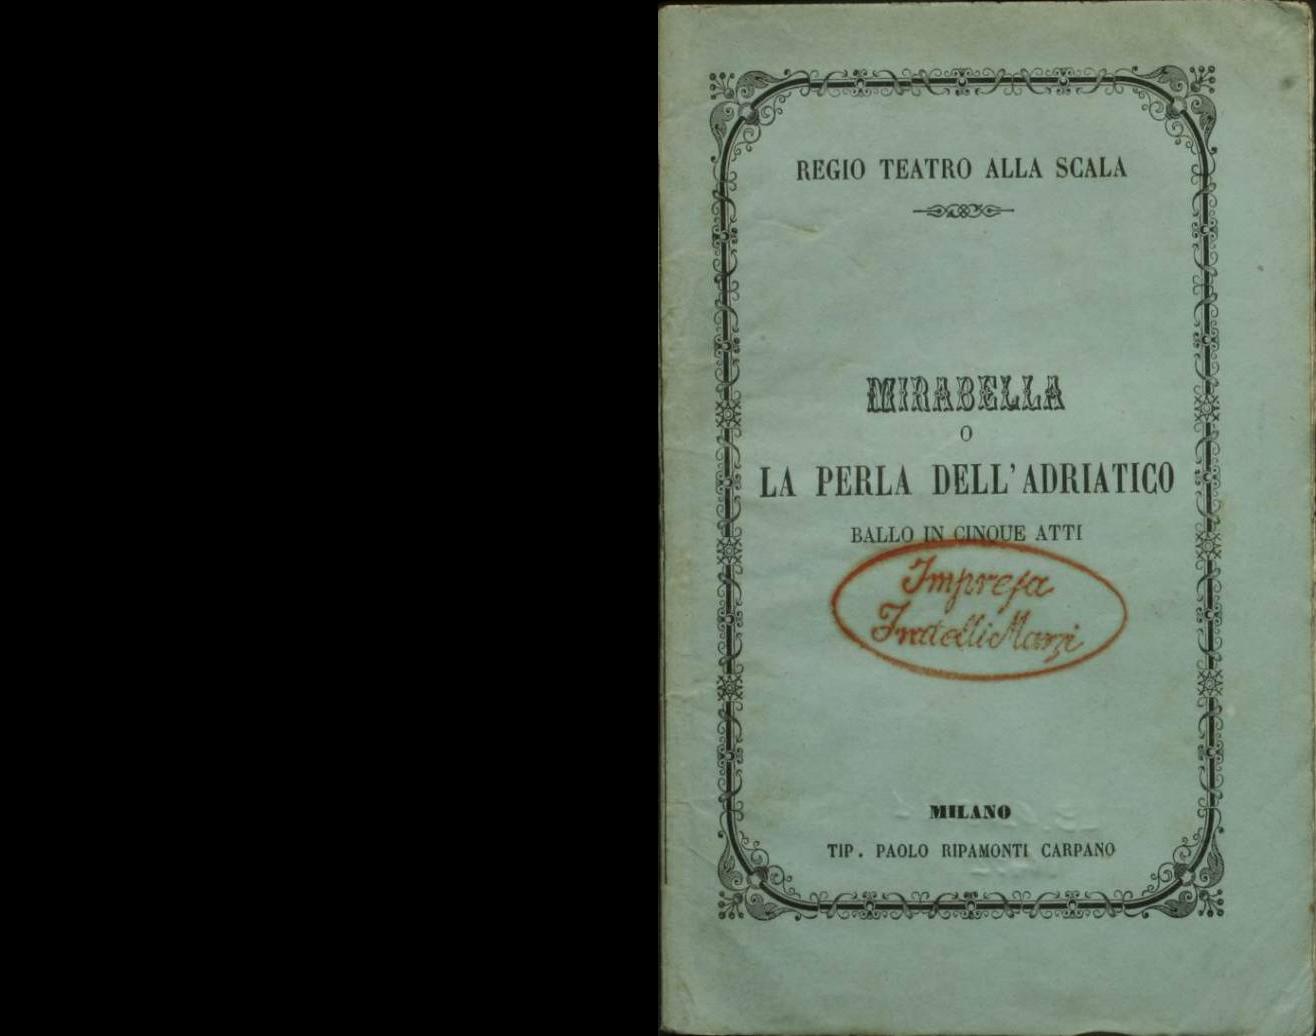 REGIO TEATRO ALLA SCALA
MIRABELLA
O
LA PERLA DELL'ADRIATICO
BALLO IN CINQUE ATTI
Impresa
Fratelli Marzi
MILANO
TIP. PAOLO RIPAMONTI CARPANO